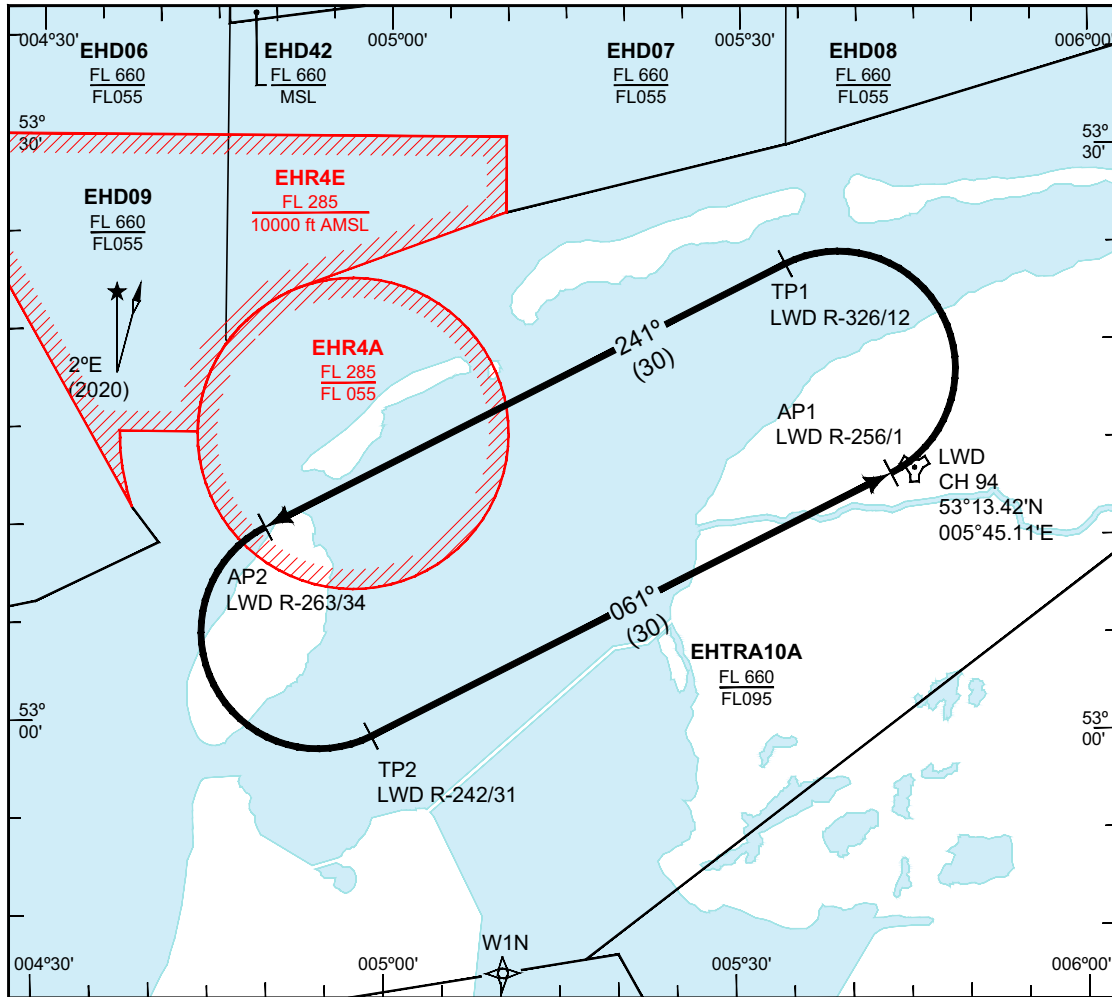 004°30'
005°00'
005°30'
006°00'
EHD06
FL 660
FL055
EHD42
FL 660
MSL
EHD07
FL 660
FL055
EHD08
FL 660
FL055
53°
30'
53°
30'
EHR4E
FL 285
10000 ft AMSL
EHD09
FL 660
FL055
2°E
(2020)
EHR4A
FL 285
FL 055
241°
(30)
TP1
LWD R-326/12
AP1
LWD R-256/1
LWD
CH 94
53°13.42'N
005°45.11'E
AP2
LWD R-263/34
061°
(30)
EHTRA10A
FL 660
FL095
53°
00'
53°
00'
TP2
LWD R-242/31
W1N
004°30'
005°00'
005°30'
006°00'